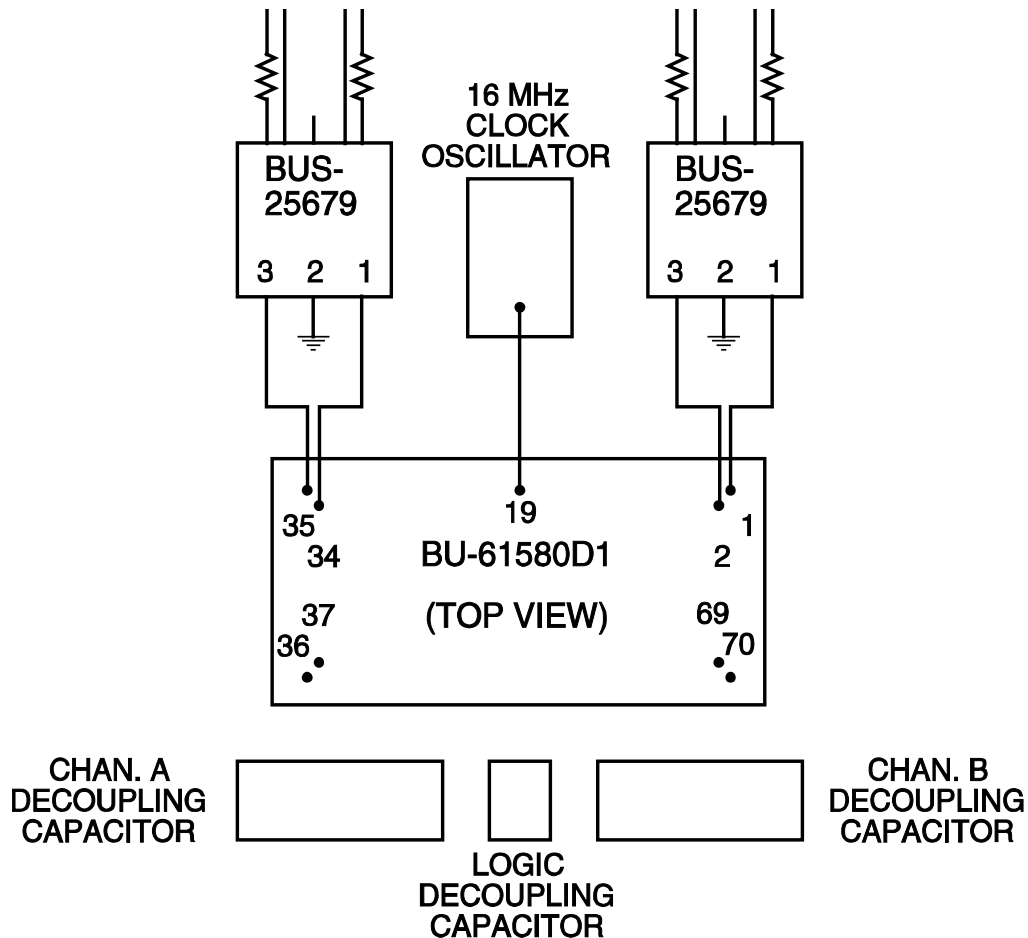 16 MHz
CLOCK
OSCILLATOR
BUS-
25679
3 2 1
BUS-
25679
3 2 1
35
34
19
1
2
BU-61580D1
(TOP VIEW)
37
36
69
70
CHAN. A
DECOUPLING
CAPACITOR
LOGIC
DECOUPLING
CAPACITOR
CHAN. B
DECOUPLING
CAPACITOR